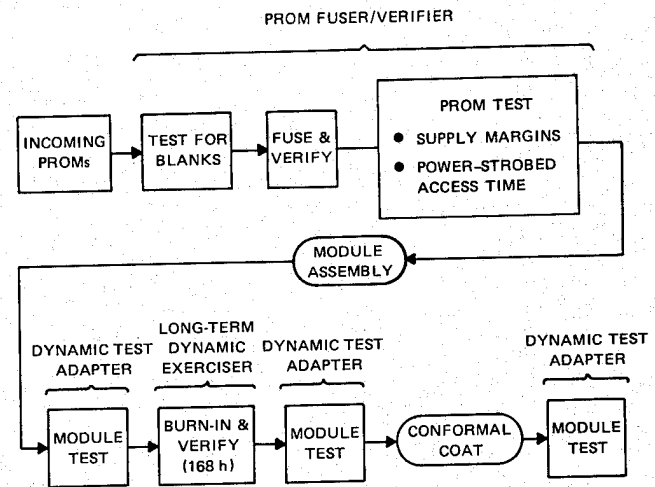 PROM FUSER/VERIFIER
INCOMING
PROMs
TEST FOR
BLANKS
FUSE &
VERIFY
PROM TEST
● SUPPLY MARGINS
● POWER-STROBED
ACCESS TIME
MODULE
ASSEMBLY
DYNAMIC TEST
ADAPTER
LONG-TERM
DYNAMIC
EXERCISER
DYNAMIC TEST
ADAPTER
DYNAMIC TEST
ADAPTER
MODULE
TEST
BURN-IN &
VERIFY
(168 h)
MODULE
TEST
CONFORMAL
COAT
MODULE
TEST